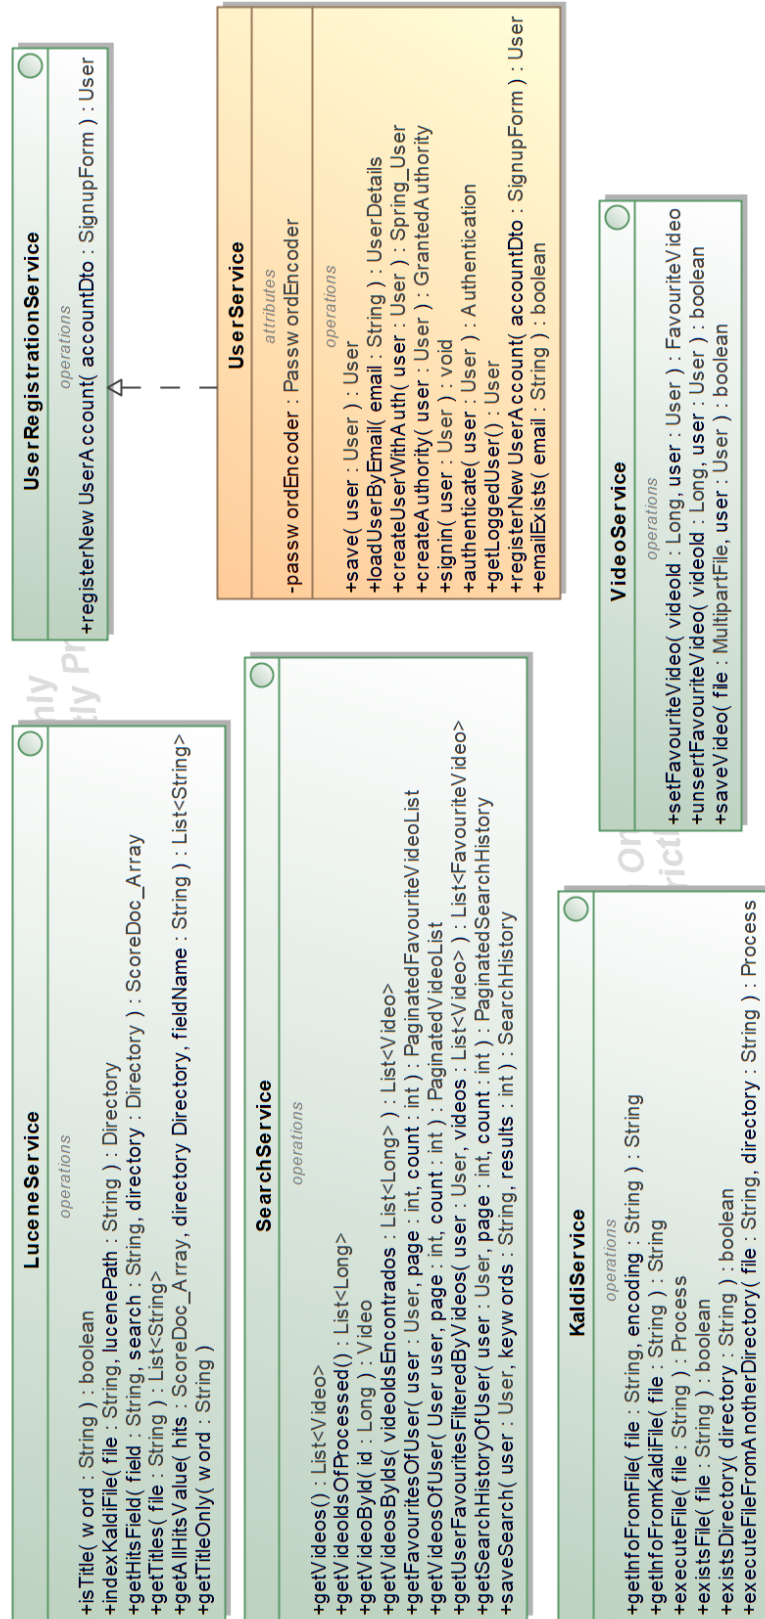 LuceneService
operations
+isTitle( word : String ) : boolean
+indexKaldiFile( file : String, lucenePath : String ) : Directory
+getHitsField( field : String, search : String, directory : Directory ) : ScoreDoc_Array
+getTitles( file : String ) : List<String>
+getAllHitsValue( hits : ScoreDoc_Array, directory Directory, fieldName : String ) : List<String>
+getTitleOnly( word : String )
UserRegistrationService
operations
+registerNewUserAccount( accountDto : SignupForm ) : User
SearchService
operations
+getVideos() : List<Video>
+getVideoIdsOfProcessed() : List<Long>
+getVideoById( id : Long ) : Video
+getVideosByIds( videoIdsEncontrados : List<Long> ) : List<Video>
+getFavouritesOfUser( user : User, page : int, count : int ) : PaginatedFavouriteVideoList
+getVideosOfUser( User user, page : int, count : int ) : PaginatedVideoList
+getUserFavouritesFilteredByVideos( user : User, videos : List<Video> ) : List<FavouriteVideo>
+getSearchHistoryOfUser( user : User, page : int, count : int ) : PaginatedSearchHistory
+saveSearch( user : User, keywords : String, results : int ) : SearchHistory
UserService
attributes
-passwordEncoder : PasswordEncoder
operations
+save( user : User ) : User
+loadUserByEmail( email : String ) : UserDetails
+createUserWithAuth( user : User ) : Spring_User
+createAuthority( user : User ) : GrantedAuthority
+signin( user : User ) : void
+authenticate( user : User ) : Authentication
+getLoggedUser() : User
+registerNewUserAccount( accountDto : SignupForm ) : User
+emailExists( email : String ) : boolean
KaldiService
operations
+getInfoFromFile( file : String, encoding : String ) : String
+getInfoFromKaldiFile( file : String ) : String
+executeFile( file : String ) : Process
+existsFile( file : String ) : boolean
+existsDirectory( directory : String ) : boolean
+executeFileFromAnotherDirectory( file : String, directory : String ) : Process
VideoService
operations
+setFavouriteVideo( videoId : Long, user : User ) : FavouriteVideo
+unsertFavouriteVideo( videoId : Long, user : User ) : boolean
+saveVideo( file : MultipartFile, user : User ) : boolean